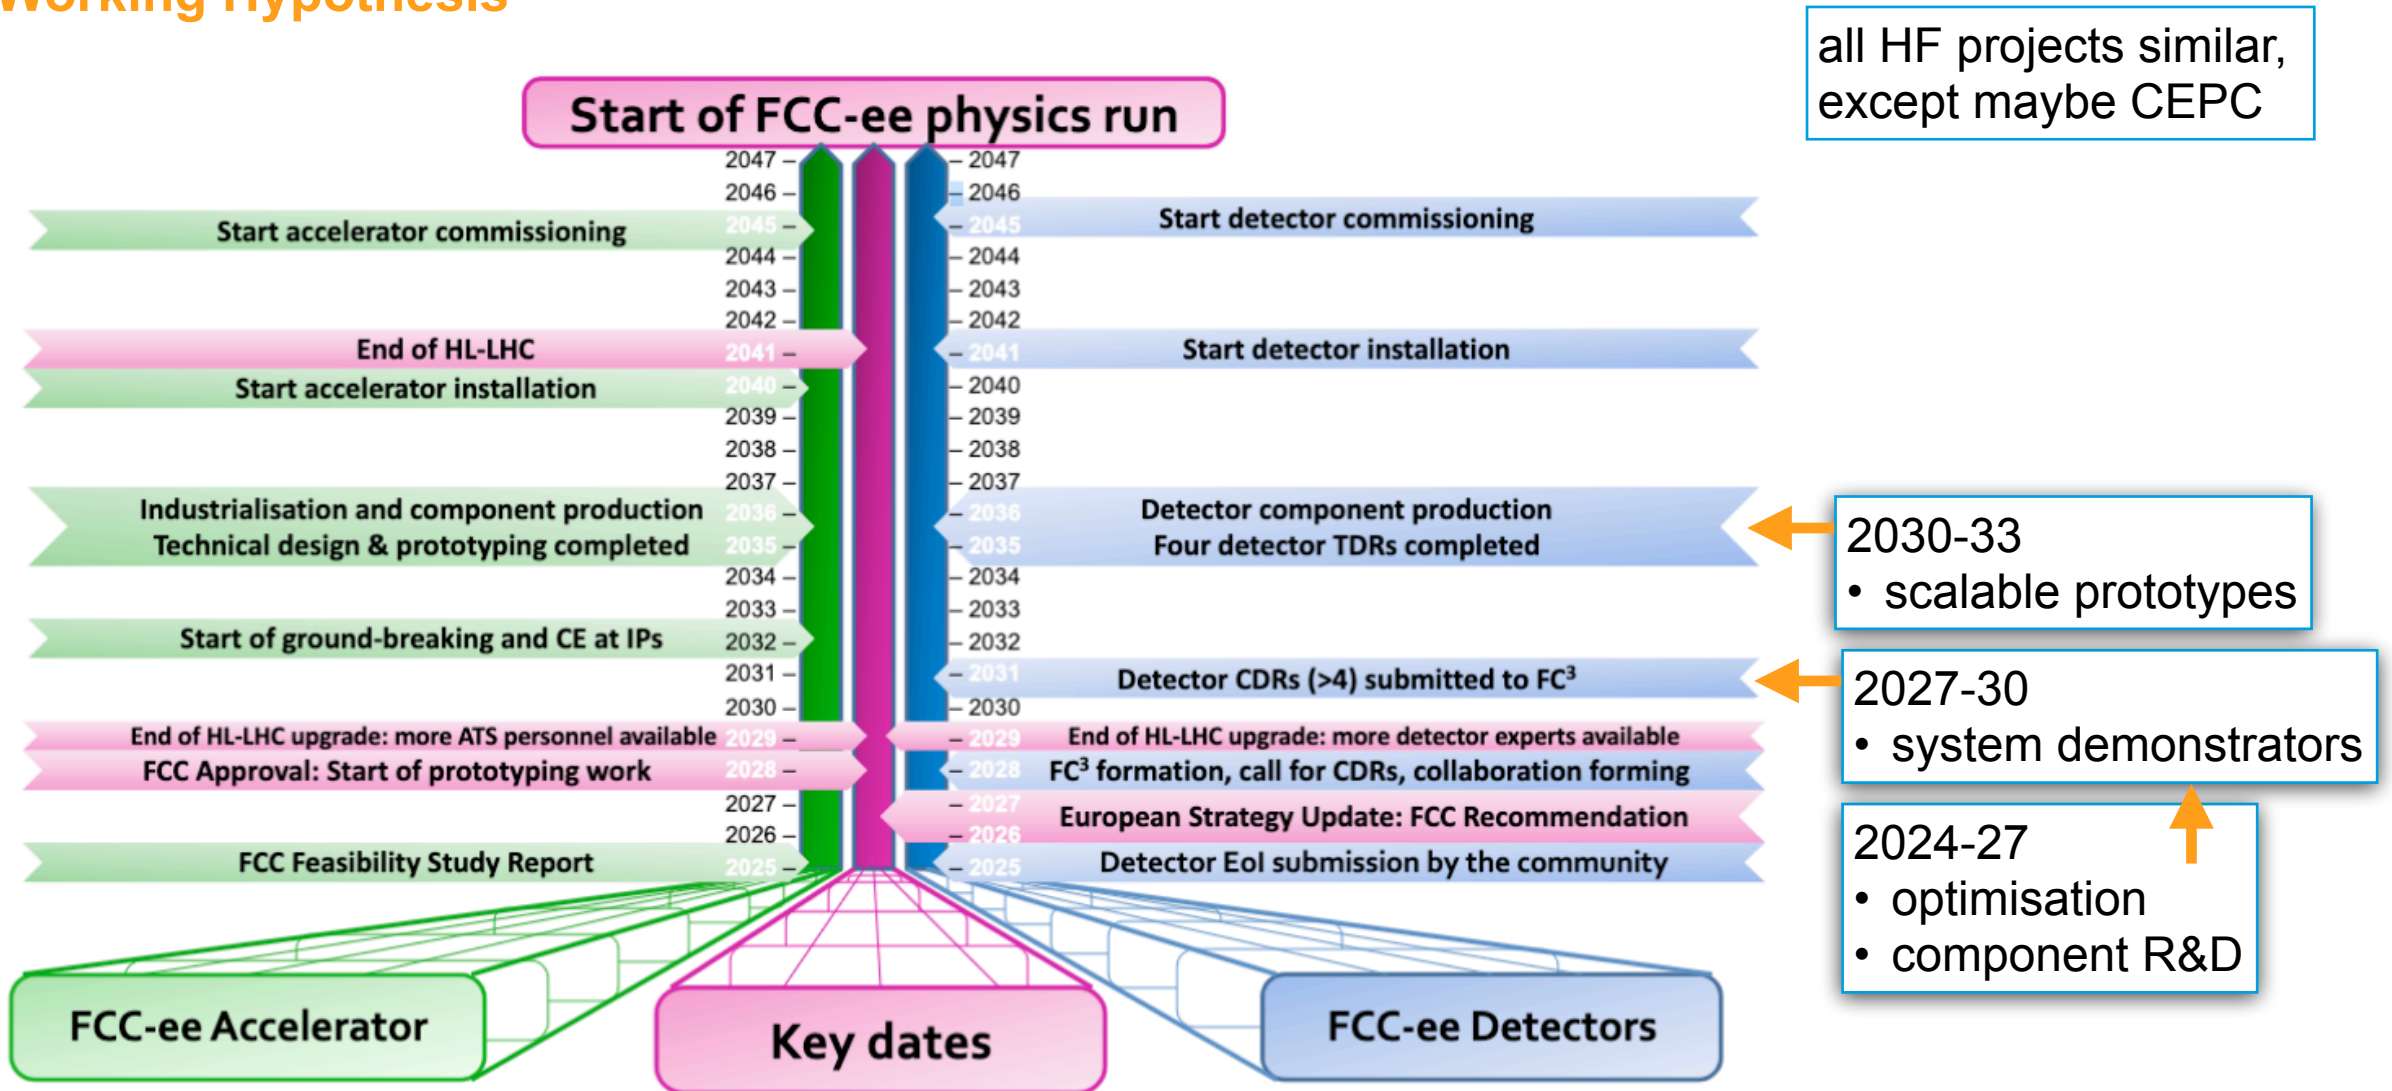 Working Hypothesis
all HF projects similar,
except maybe CEPC
Start of FCC-ee physics run
2047 – – 2047
2046 – – 2046
Start accelerator commissioning 2045 – – 2045 Start detector commissioning
2044 – – 2044
2043 – – 2043
2042 – – 2042
End of HL-LHC 2041 – – 2041 Start detector installation
Start accelerator installation 2040 – – 2040
2039 – – 2039
2038 – – 2038
2037 – – 2037
Industrialisation and component production 2036 – – 2036 Detector component production
Technical design & prototyping completed 2035 – – 2035 Four detector TDRs completed
2034 – – 2034
2033 – – 2033
Start of ground-breaking and CE at IPs 2032 – – 2032
2031 – – 2031 Detector CDRs (>4) submitted to FC³
2030 – – 2030
End of HL-LHC upgrade: more ATS personnel available 2029 – – 2029 End of HL-LHC upgrade: more detector experts available
FCC Approval: Start of prototyping work 2028 – – 2028 FC³ formation, call for CDRs, collaboration forming
2027 – – 2027
European Strategy Update: FCC Recommendation
2026 – – 2026
FCC Feasibility Study Report 2025 – – 2025 Detector EoI submission by the community
2030-33
• scalable prototypes
2027-30
• system demonstrators
2024-27
• optimisation
• component R&D
FCC-ee Accelerator
Key dates
FCC-ee Detectors